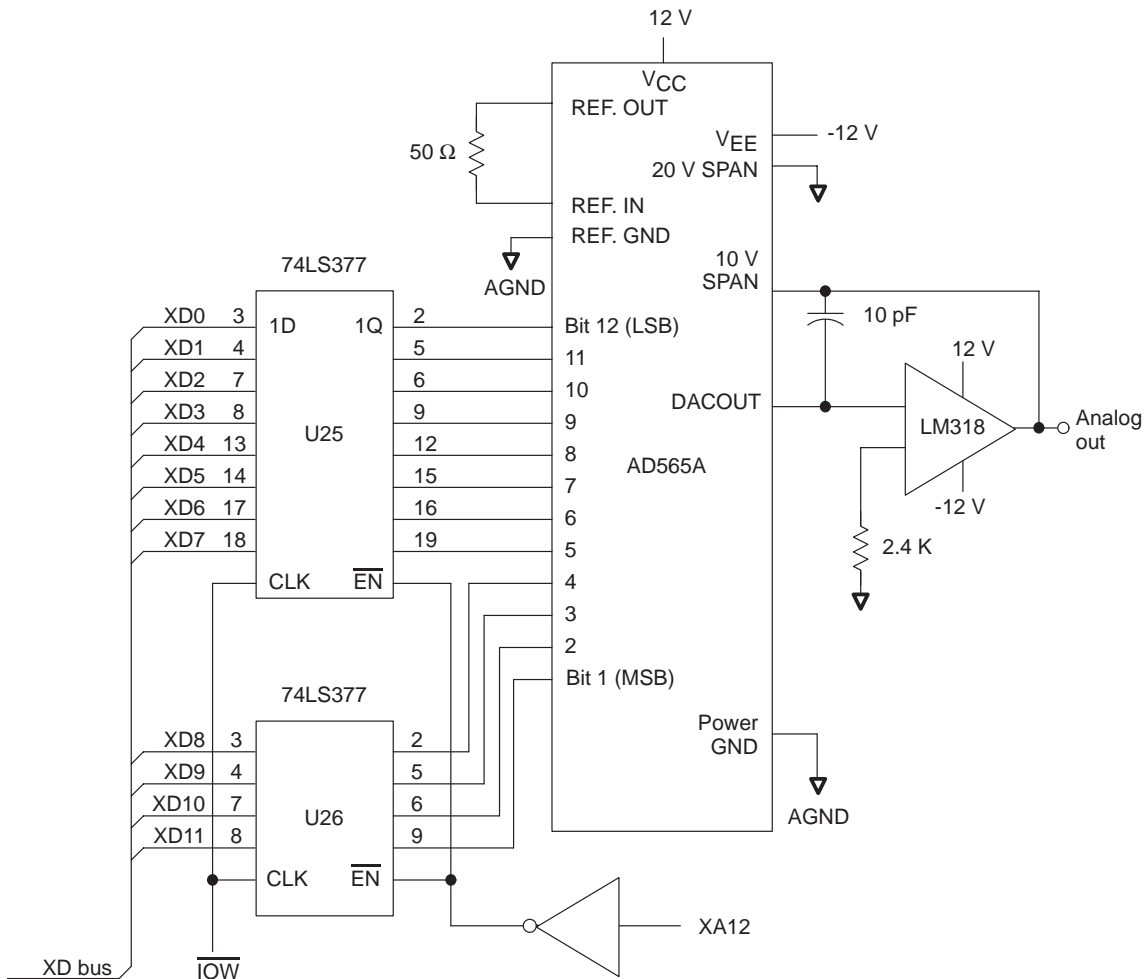 12 V
VCC
REF. OUT
50 Ω
VEE
-12 V
20 V SPAN
REF. IN
REF. GND
AGND
10 V
SPAN
10 pF
74LS377
XD0 3 1D 1Q 2 Bit 12 (LSB)
XD1 4 5 11
XD2 7 6 10
XD3 8 9 9
XD4 13 12 8
XD5 14 15 7
XD6 17 16 6
XD7 18 19 5
U25
CLK EN 4
3
2
Bit 1 (MSB)
DACOUT
AD565A
12 V
LM318
-12 V
Analog
out
2.4 K
74LS377
XD8 3 2
XD9 4 5
XD10 7 6
XD11 8 9
U26
CLK EN
Power
GND
AGND
XA12
XD bus
IOW